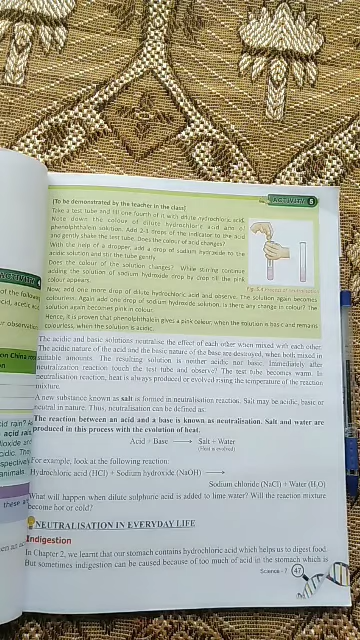 ACTIVITY 5
[To be demonstrated by the teacher in the class]
Take a test tube and fill one fourth of it with dilute hydrochloric acid.
Note down the colour of dilute hydrochloric acid and
phenolphthalein solution. Add 2-3 drops of the indicator to the acid
and gently shake the test tube. Does the colour of acid changes?
With the help of a dropper, add a drop of sodium hydroxide to the
acidic solution and stir the tube gently.
Does the colour of the solution changes? While stirring continue
adding the solution of sodium hydroxide drop by drop till the pink
colour appears.
Now, add one more drop of dilute hydrochloric acid and observe. The solution again becomes
colourless. Again add one drop of sodium hydroxide solution. Is there any change in colour? The
solution again becomes pink in colour.
Hence, it is proven that phenolphthalein gives a pink colour, when the solution is basic and remains
colourless, when the solution is acidic.
The acidic and basic solutions neutralise the effect of each other when mixed with each other.
The acidic nature of the acid and the basic nature of the base are destroyed, when both mixed in
suitable amounts. The resulting solution is neither acidic nor basic. Immediately after
neutralization reaction touch the test tube and observe? The test tube becomes warm. In
neutralisation reaction, heat is always produced or evolved rising the temperature of the reaction
mixture.
A new substance known as salt is formed in neutralisation reaction. Salt may be acidic, basic or
neutral in nature. Thus, neutralisation can be defined as:
The reaction between an acid and a base is known as neutralisation. Salt and water are
produced in this process with the evolution of heat.
Acid + Base ⟶ Salt + Water
(Heat is evolved)
For example, look at the following reaction:
Hydrochloric acid (HCl) + Sodium hydroxide (NaOH) ⟶
Sodium chloride (NaCl) + Water (H₂O)
What will happen when dilute sulphuric acid is added to lime water? Will the reaction mixture
become hot or cold?
NEUTRALISATION IN EVERYDAY LIFE
Indigestion
In Chapter 2, we learnt that our stomach contains hydrochloric acid which helps us to digest food.
But sometimes indigestion can be caused because of too much of acid in the stomach which is
Science - 7 47